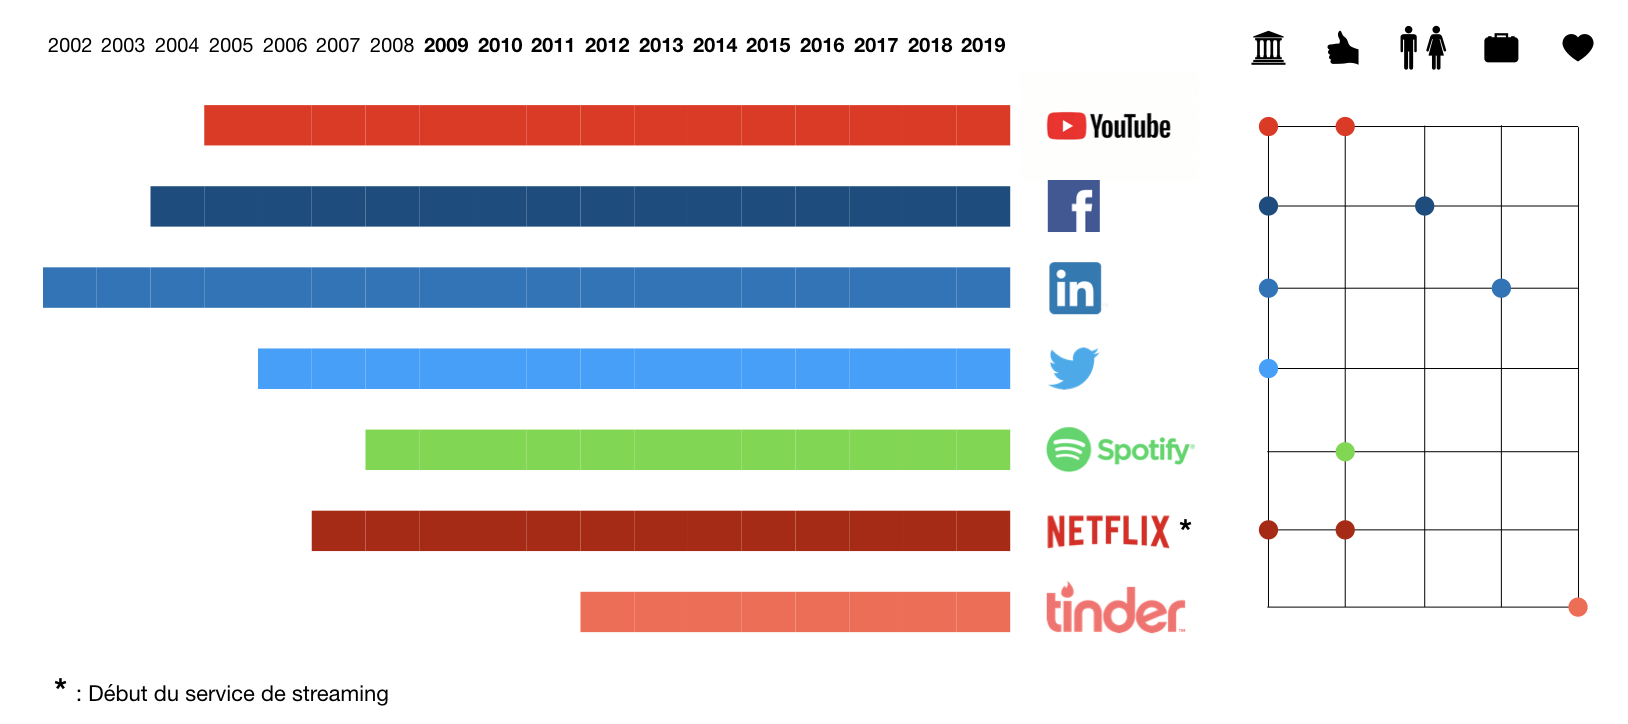 2002 2003 2004 2005 2006 2007 2008 2009 2010 2011 2012 2013 2014 2015 2016 2017 2018 2019
YouTube
f
in
Spotify
NETFLIX *
tinder
* : Début du service de streaming